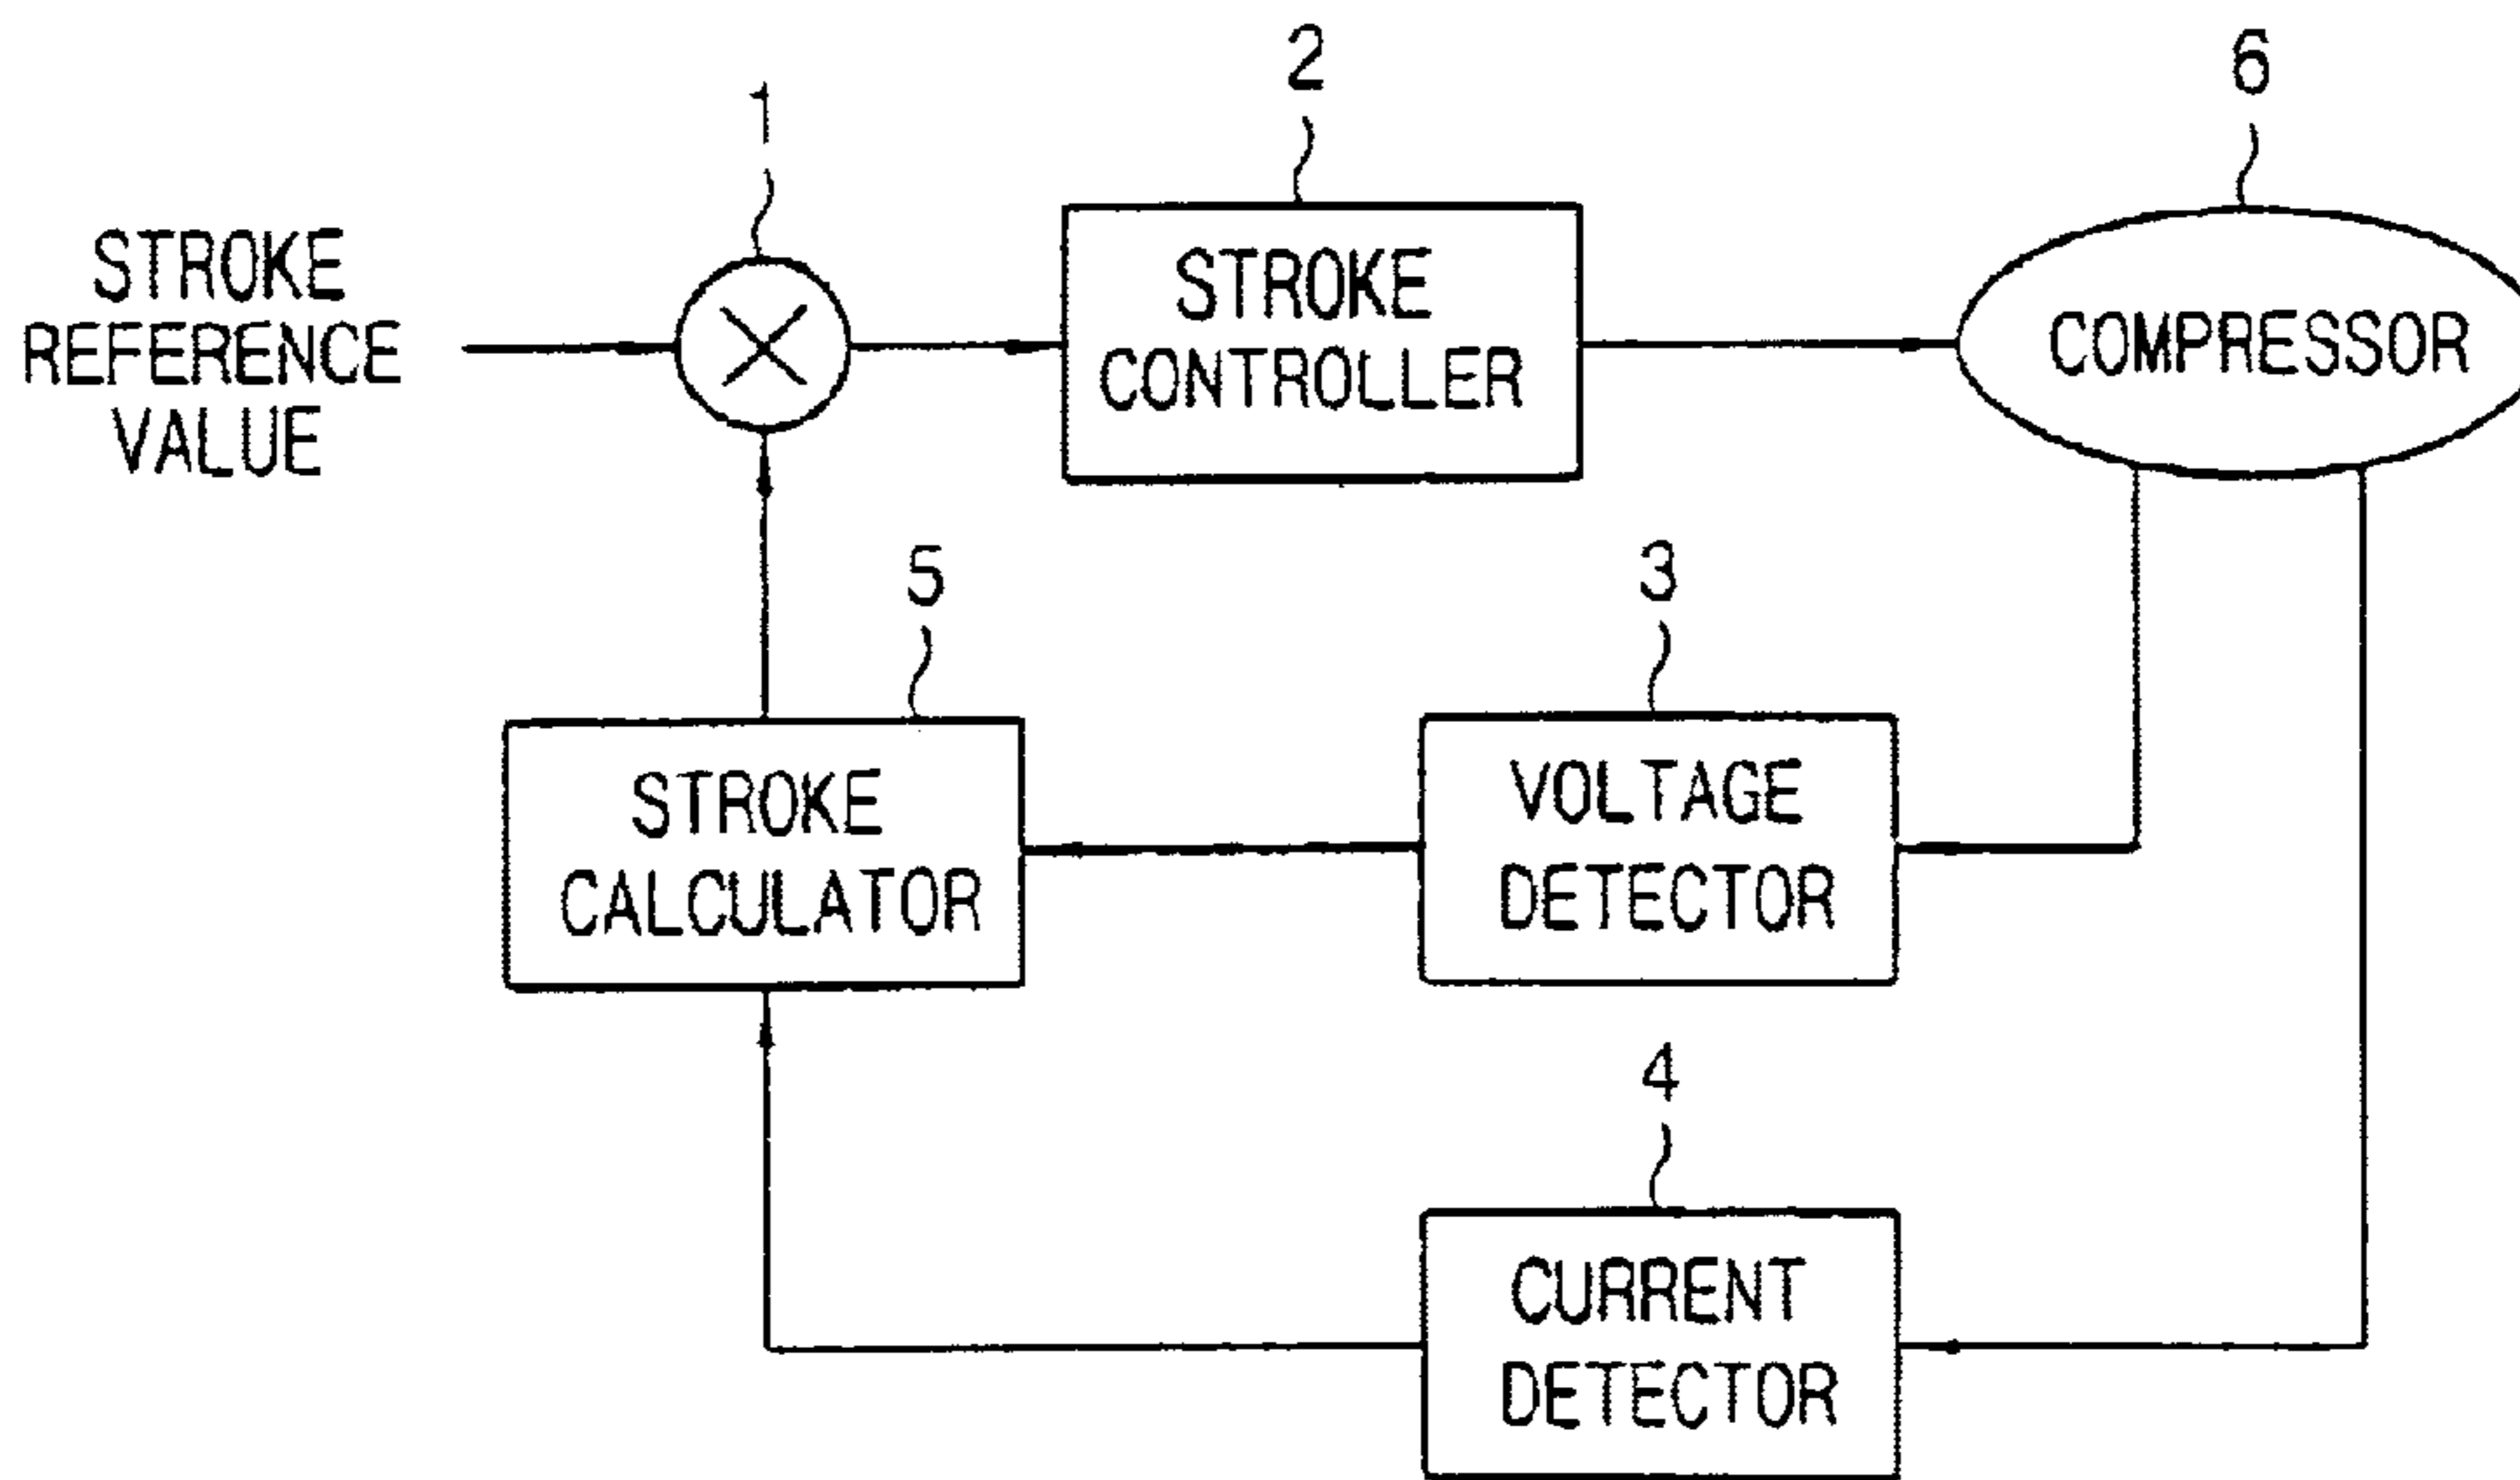 1
2
6
STROKE
REFERENCE
VALUE
STROKE
CONTROLLER
COMPRESSOR
5
3
STROKE
CALCULATOR
VOLTAGE
DETECTOR
4
CURRENT
DETECTOR